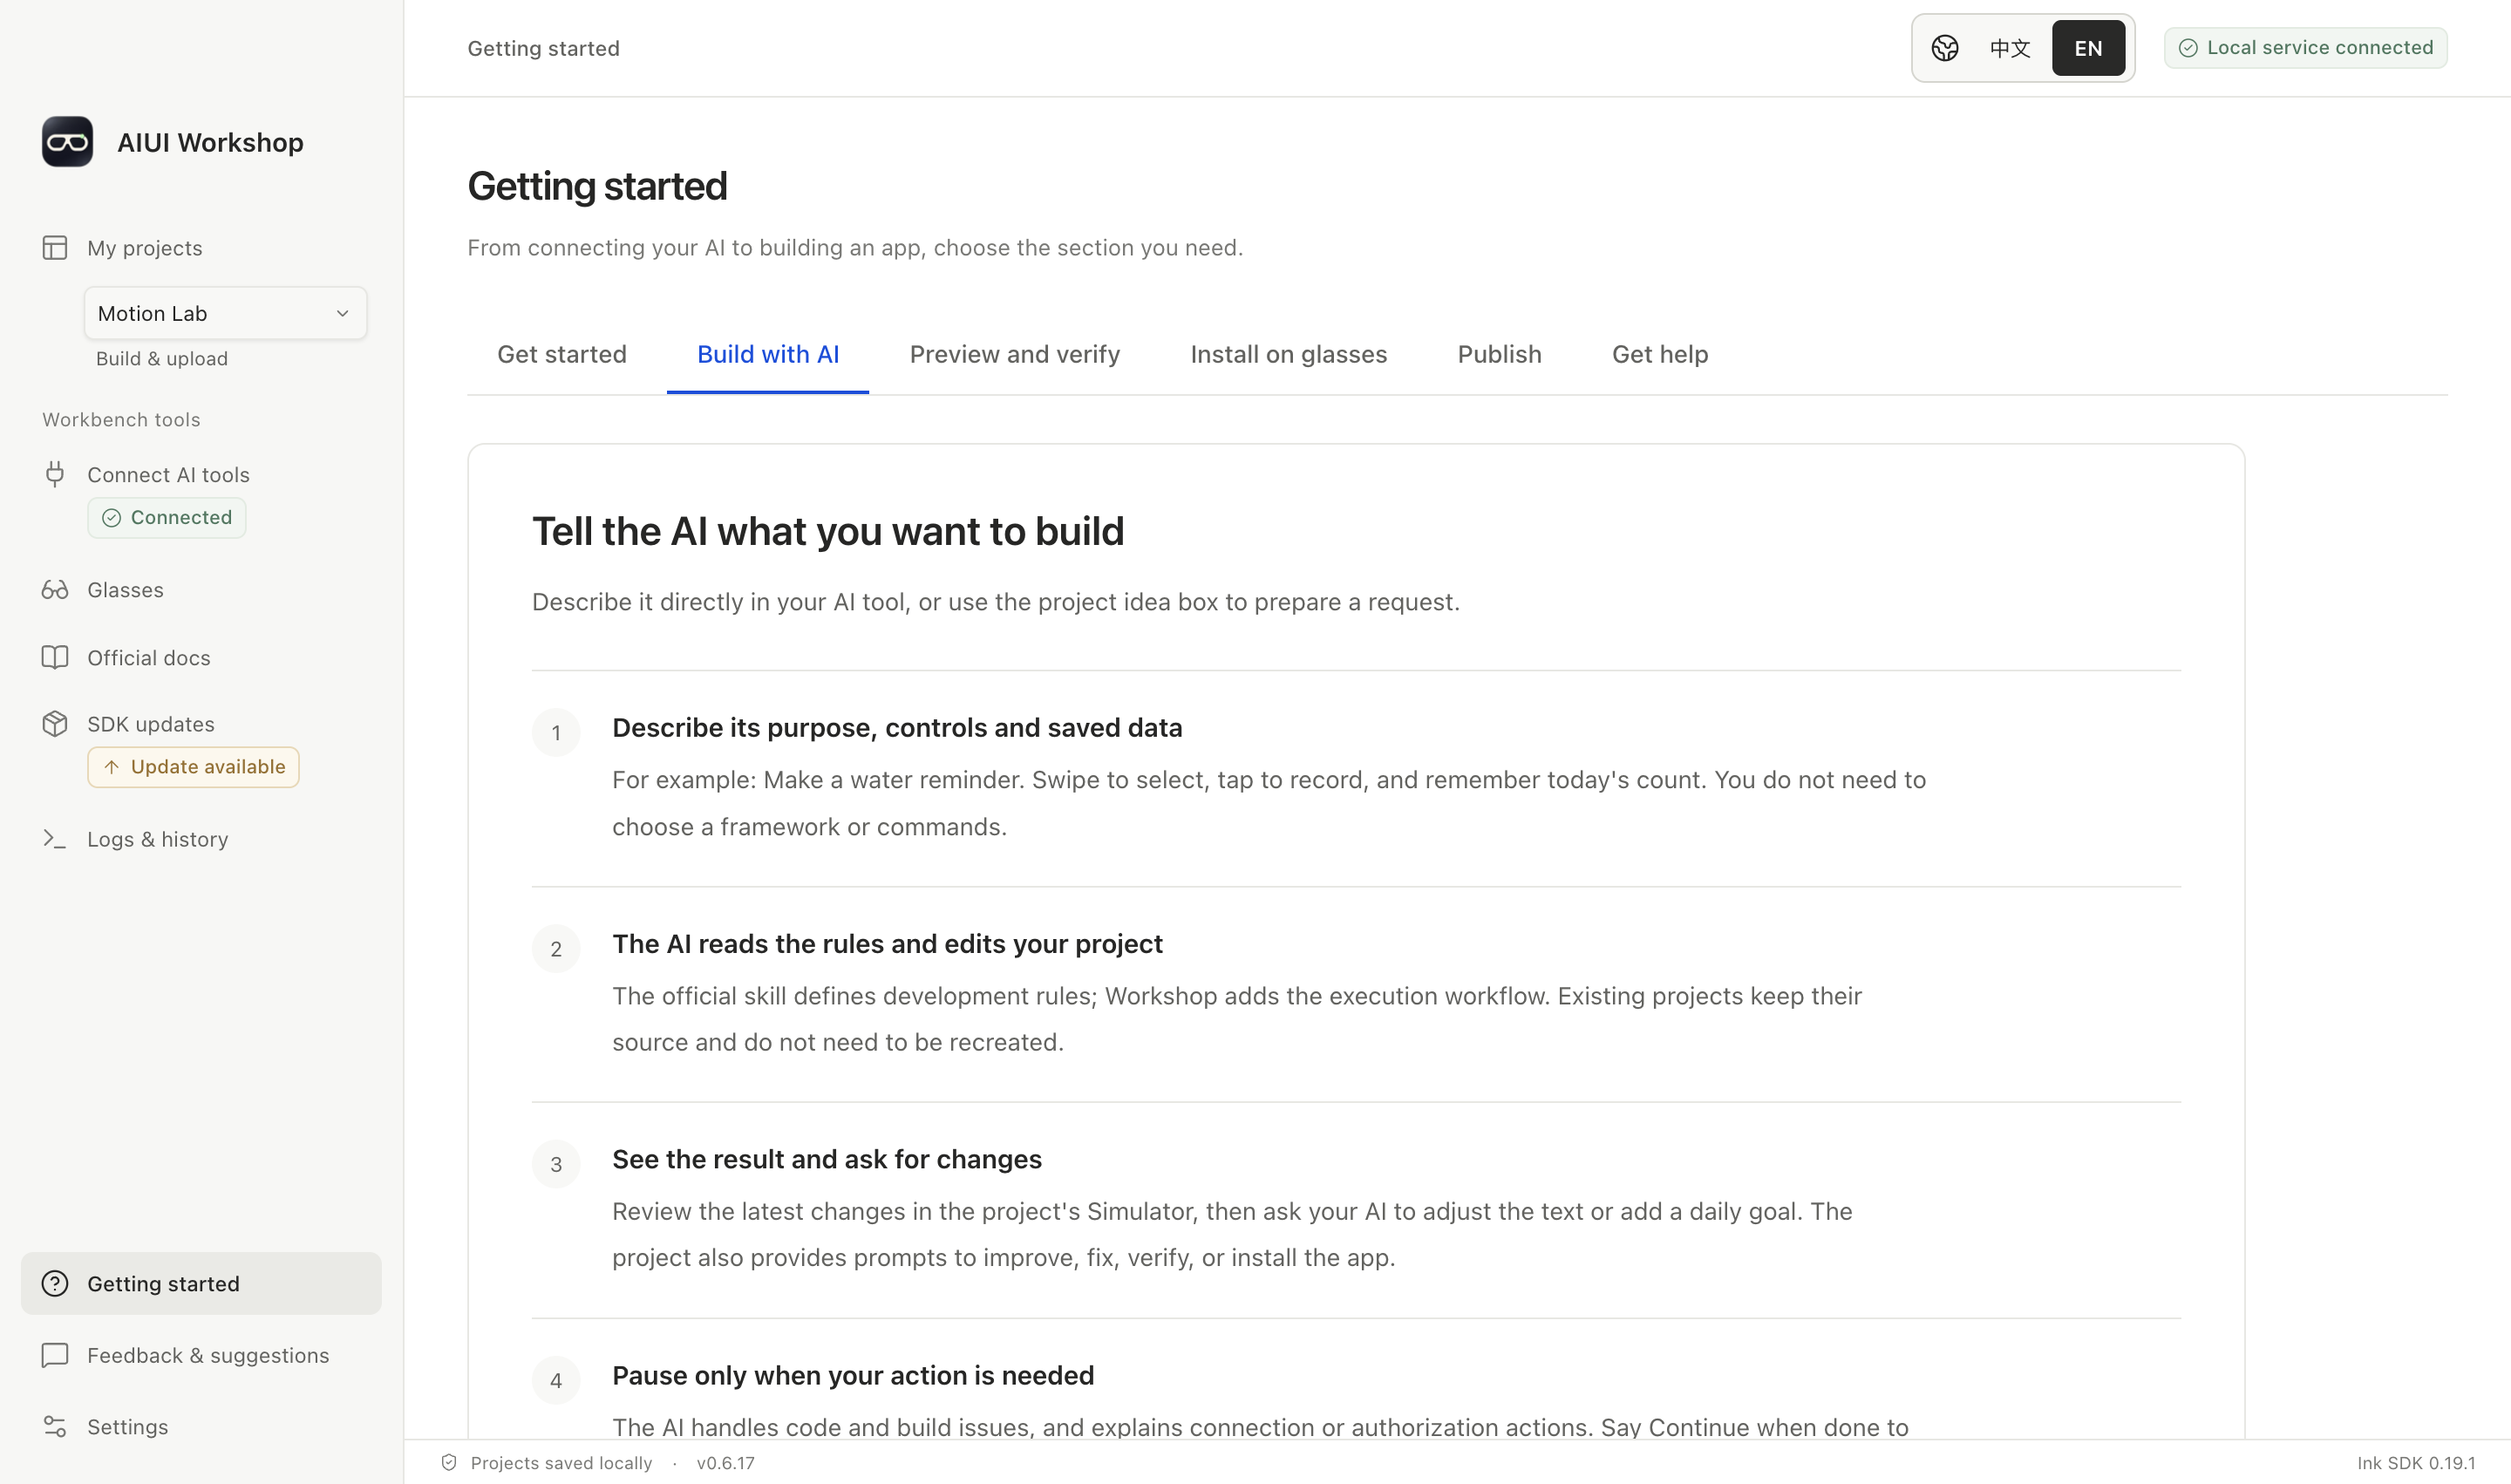 AIUI Workshop
My projects
Motion Lab
Build & upload
Workbench tools
Connect AI tools
Connected
Glasses
Official docs
SDK updates
Update available
Logs & history
Getting started
Feedback & suggestions
Settings
Getting started
中文
EN
Local service connected
Getting started
From connecting your AI to building an app, choose the section you need.
Get started
Build with AI
Preview and verify
Install on glasses
Publish
Get help
Tell the AI what you want to build
Describe it directly in your AI tool, or use the project idea box to prepare a request.
1
Describe its purpose, controls and saved data
For example: Make a water reminder. Swipe to select, tap to record, and remember today's count. You do not need to
choose a framework or commands.
2
The AI reads the rules and edits your project
The official skill defines development rules; Workshop adds the execution workflow. Existing projects keep their
source and do not need to be recreated.
3
See the result and ask for changes
Review the latest changes in the project's Simulator, then ask your AI to adjust the text or add a daily goal. The
project also provides prompts to improve, fix, verify, or install the app.
4
Pause only when your action is needed
The AI handles code and build issues, and explains connection or authorization actions. Say Continue when done to
Projects saved locally · v0.6.17
Ink SDK 0.19.1